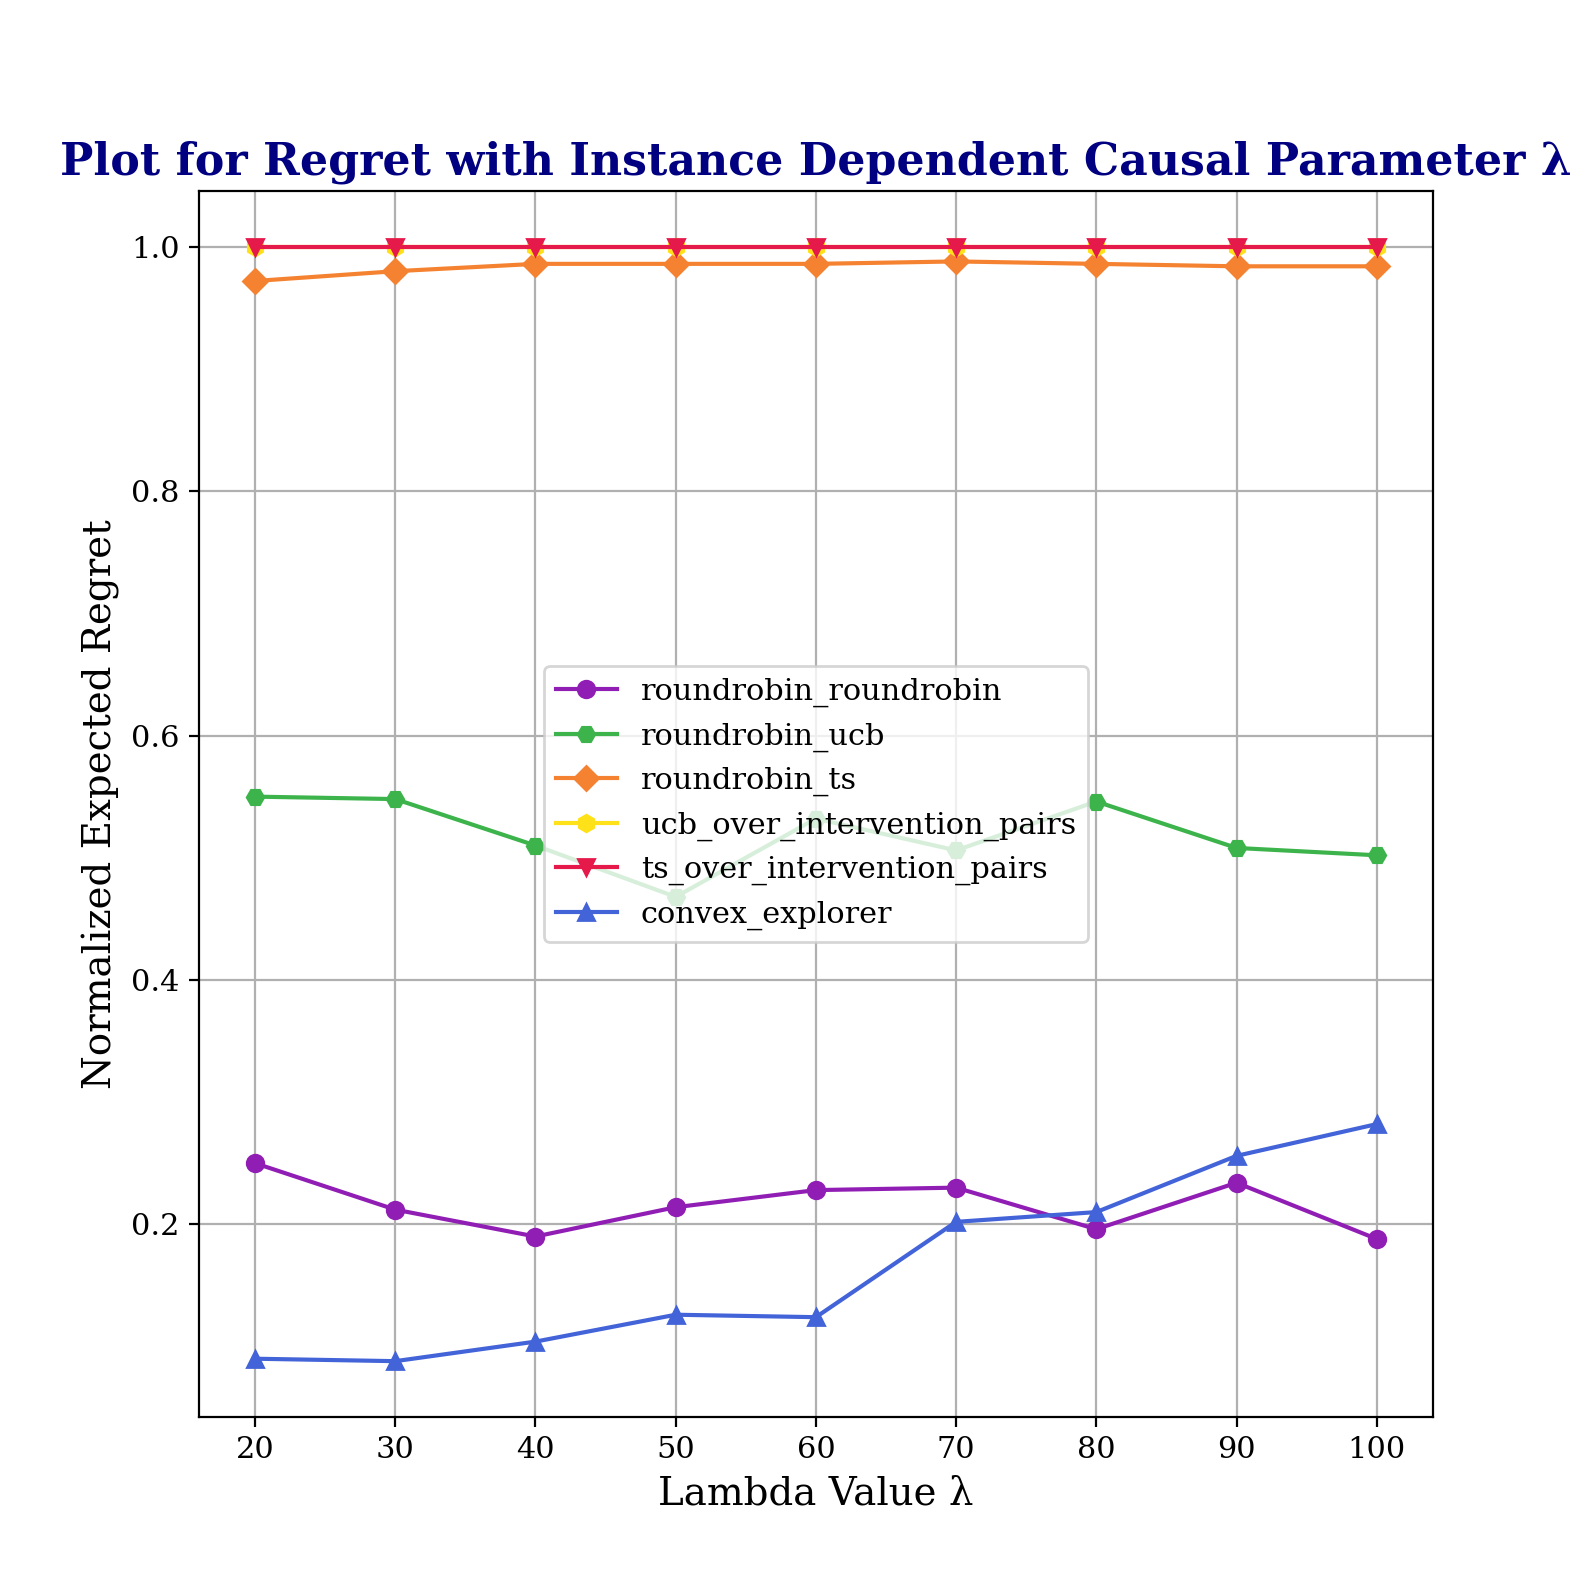 Plot for Regret with Instance Dependent Causal Parameter λ
Normalized Expected Regret
1.0
0.8
0.6
0.4
0.2
roundrobin_roundrobin
roundrobin_ucb
roundrobin_ts
ucb_over_intervention_pairs
ts_over_intervention_pairs
convex_explorer
20 30 40 50 60 70 80 90 100
Lambda Value λ